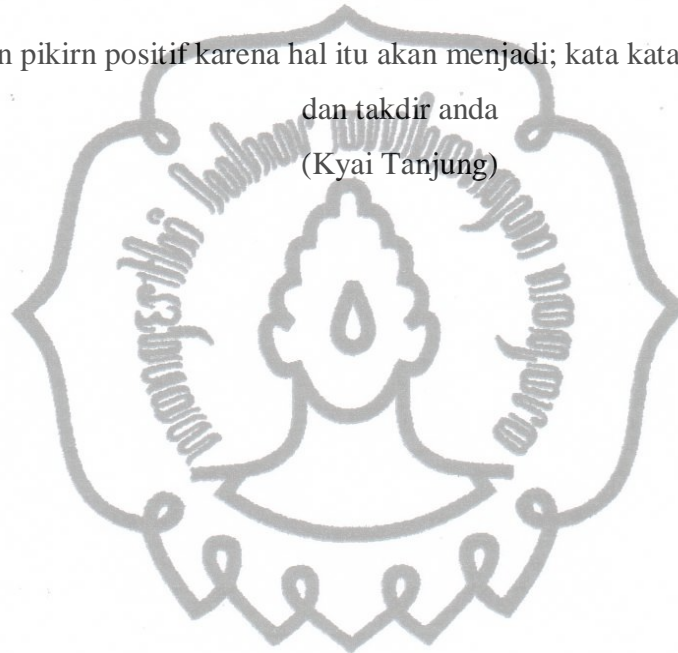 n pikirn positif karena hal itu akan menjadi; kata kata
dan takdir anda
(Kyai Tanjung)